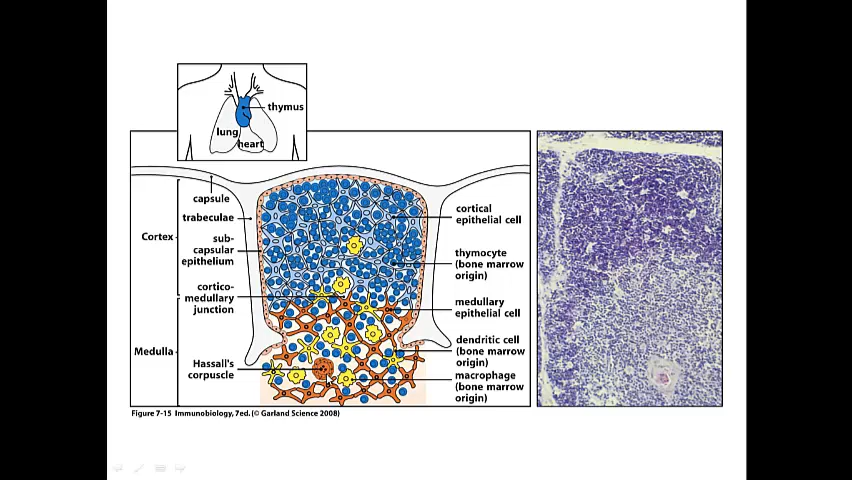 thymus
lung
heart
capsule
trabeculae
Cortex
sub-
capsular
epithelium
cortico-
medullary
junction
Medulla
Hassall's
corpuscle
cortical
epithelial cell
thymocyte
(bone marrow
origin)
medullary
epithelial cell
dendritic cell
(bone marrow
origin)
macrophage
(bone marrow
origin)
Figure 7-15 Immunobiology, 7ed. (© Garland Science 2008)